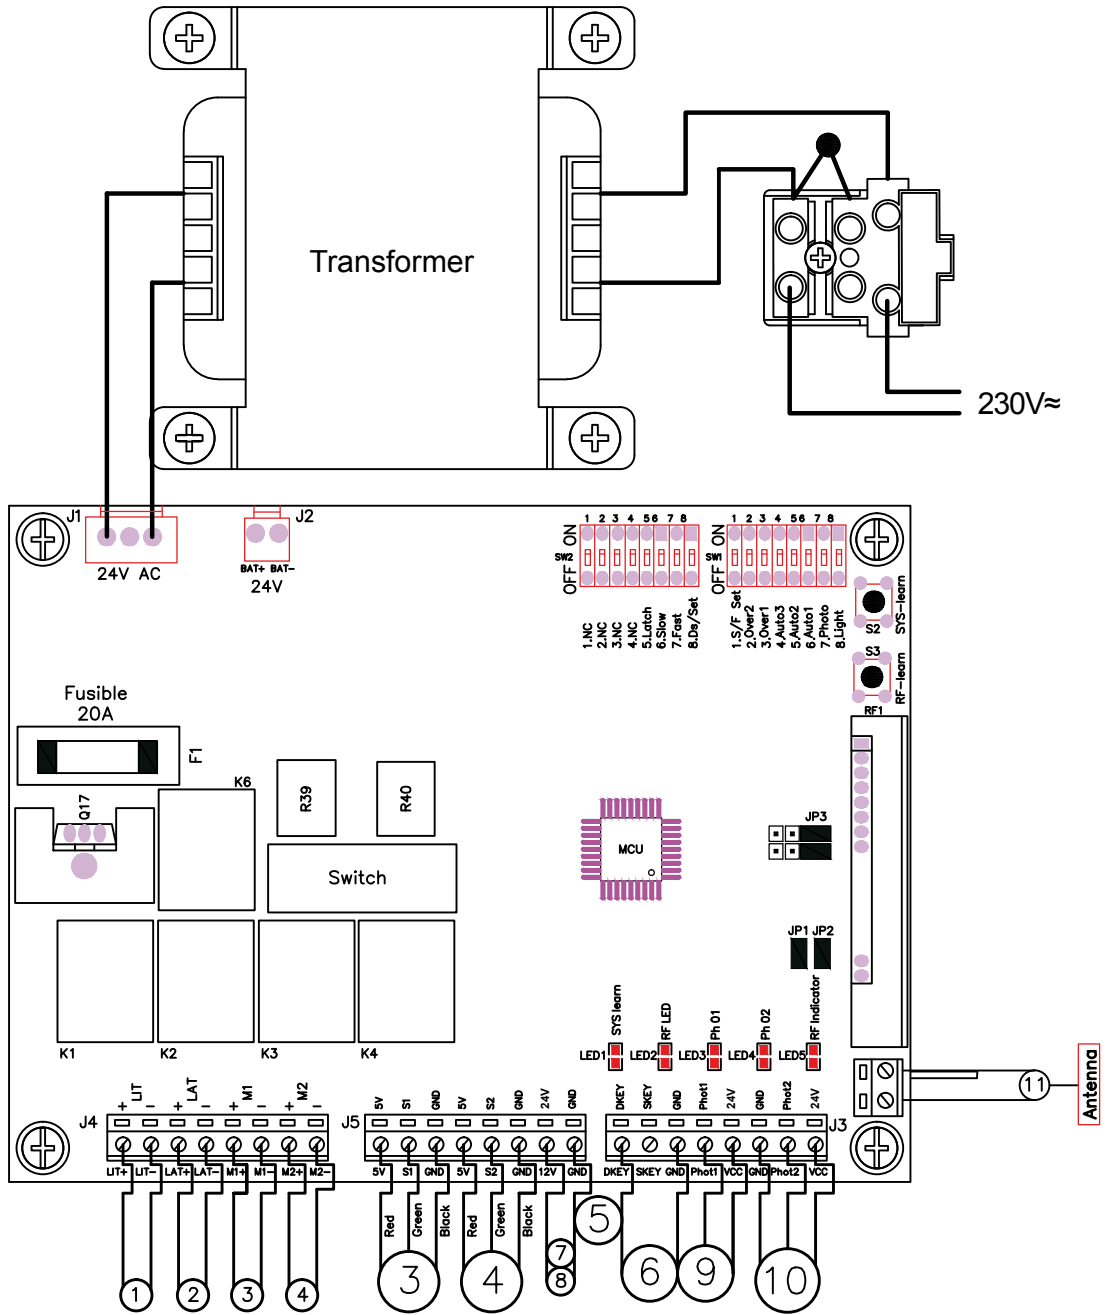 Transformer
230V≈
J1
24V AC
J2
BAT+ BAT-
24V
1 2 3 4 5 6 7 8
ON
SW2
OFF
1.NC
2.NC
3.NC
4.NC
5.Latch
6.Slow
7.Fast
8.Ds/Set
1 2 3 4 5 6 7 8
ON
SW1
OFF
1.S/F Set
2.Over2
3.Over1
4.Auto3
5.Auto2
6.Auto1
7.Photo
8.Light
S2
SYS-learn
S3
RF-learn
RF1
Fusible
20A
F1
Q17
K6
R39
R40
Switch
MCU
JP3
JP1 JP2
K1
K2
K3
K4
SYS learn
RF LED
Ph 01
Ph 02
RF Indicator
LED1
LED2
LED3
LED4
LED5
LIT
LAT
M1
M2
+ - + - + - + -
J4
LIT+ LIT- LAT+ LAT- M1+ M1- M2+ M2-
5V S1 GND 5V S2 GND 24V GND
J5
5V S1 GND 5V S2 GND 12V GND
DKEY SKEY GND Phot1 24V GND Phot2 24V
J3
DKEY SKEY GND Phot1 VCC GND Phot2 VCC
Red
Green
Black
Red
Green
Black
1
2
3
4
3
4
5
7
8
6
9
10
11
Antenna